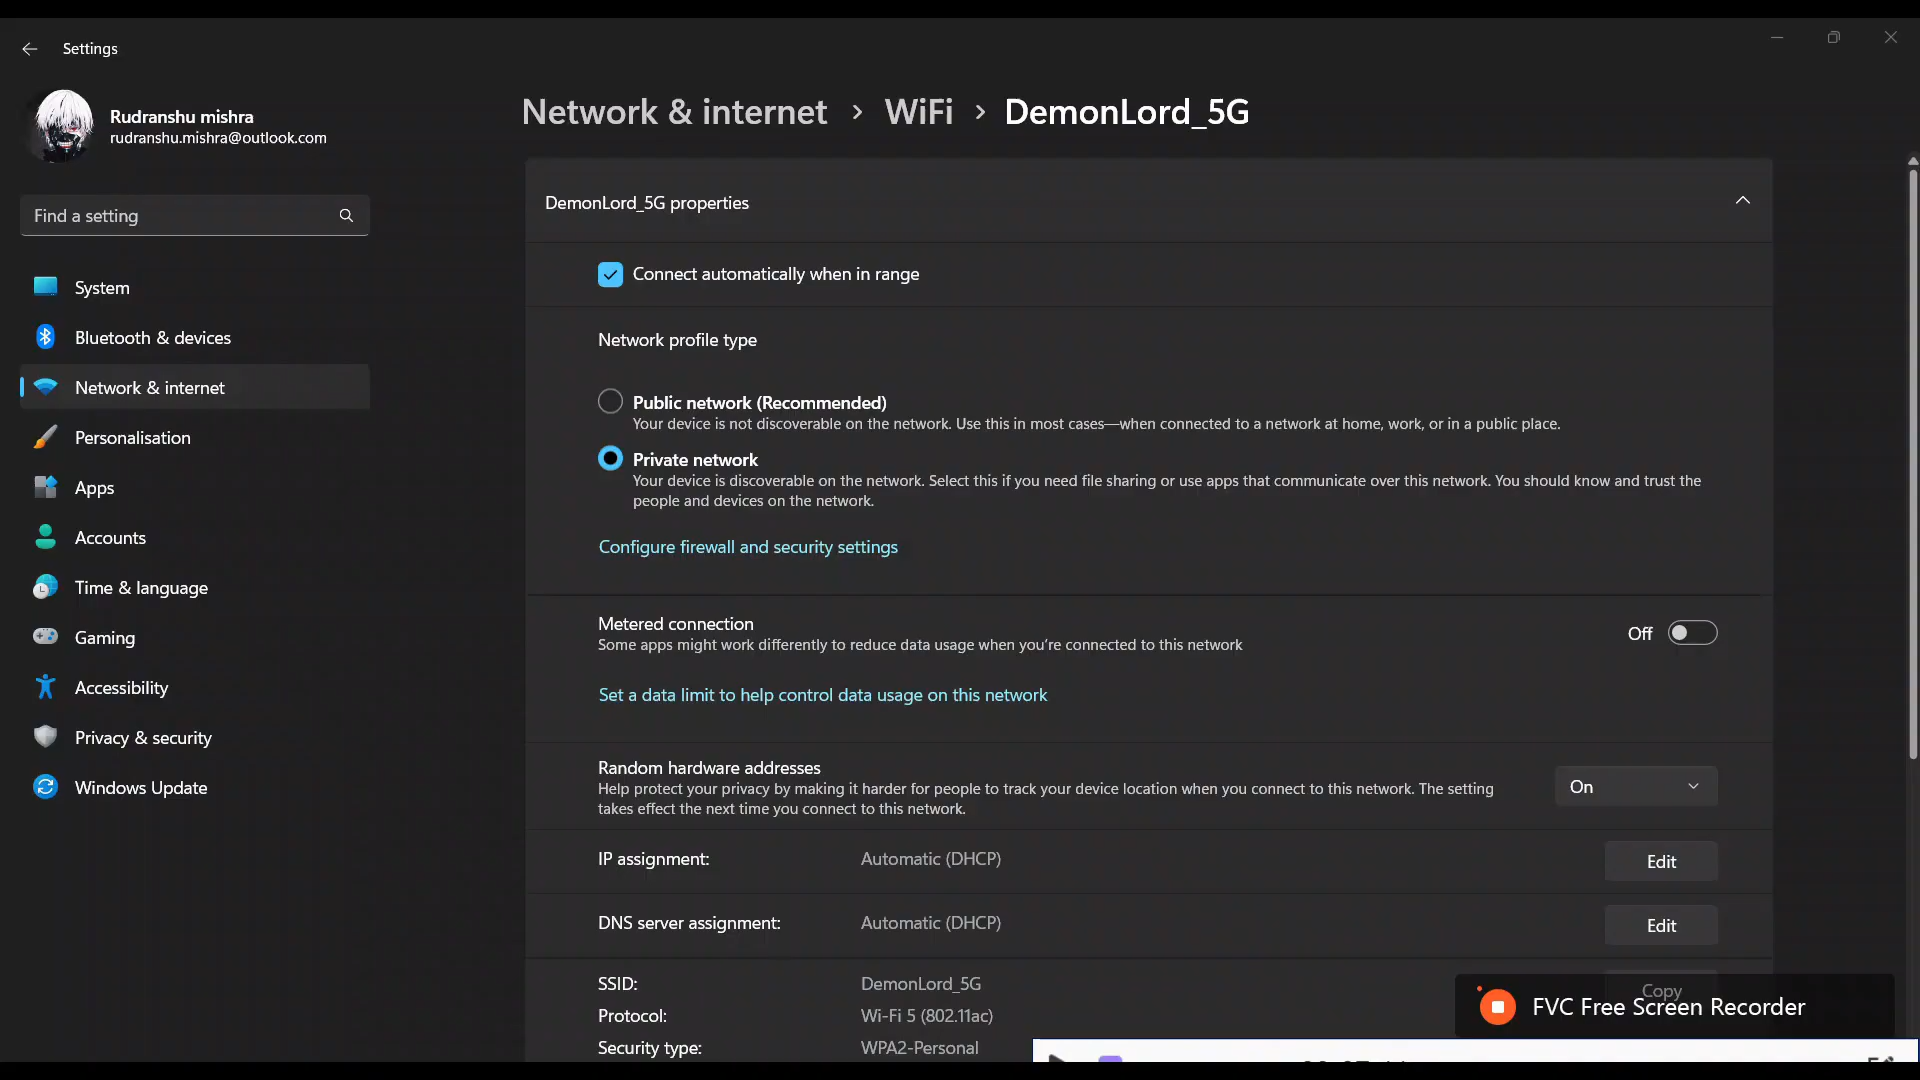 Settings
Rudranshu mishra
rudranshu.mishra@outlook.com
Find a setting
System
Bluetooth & devices
Network & internet
Personalisation
Apps
Accounts
Time & language
Gaming
Accessibility
Privacy & security
Windows Update
Network & internet > WiFi > DemonLord_5G
DemonLord_5G properties
Connect automatically when in range
Network profile type
Public network (Recommended)
Your device is not discoverable on the network. Use this in most cases—when connected to a network at home, work, or in a public place.
Private network
Your device is discoverable on the network. Select this if you need file sharing or use apps that communicate over this network. You should know and trust the
people and devices on the network.
Configure firewall and security settings
Metered connection
Some apps might work differently to reduce data usage when you're connected to this network
Off
Set a data limit to help control data usage on this network
Random hardware addresses
Help protect your privacy by making it harder for people to track your device location when you connect to this network. The setting
takes effect the next time you connect to this network.
On
IP assignment: Automatic (DHCP) Edit
DNS server assignment: Automatic (DHCP) Edit
SSID: DemonLord_5G Copy
Protocol: Wi-Fi 5 (802.11ac)
Security type: WPA2-Personal
FVC Free Screen Recorder